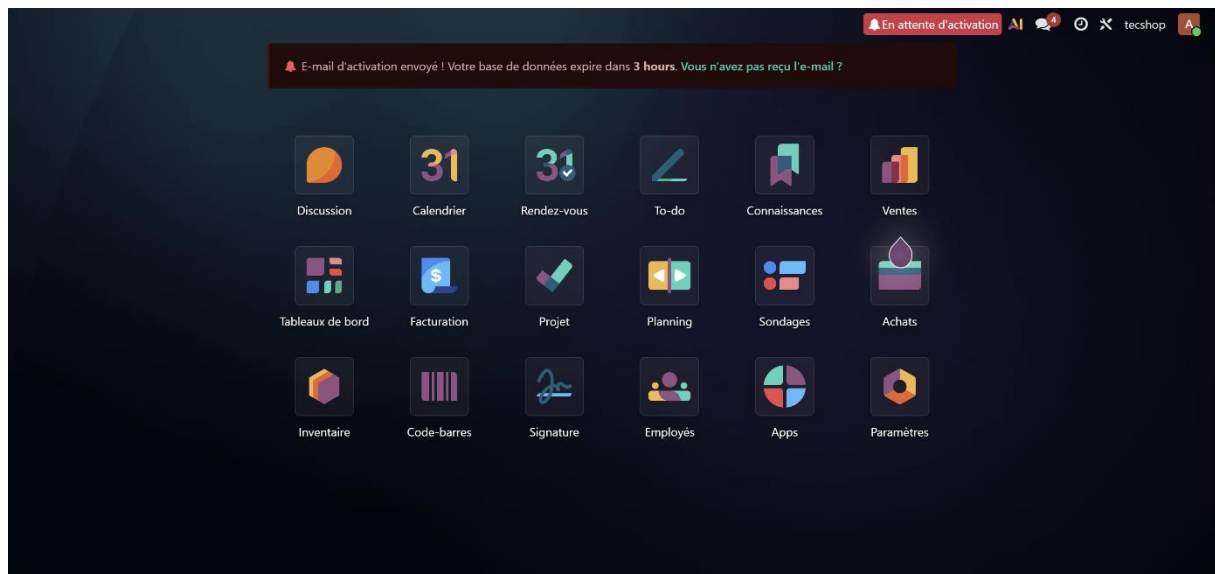 En attente d'activation AI 4 tecshop A
E-mail d'activation envoyé ! Votre base de données expire dans 3 hours. Vous n'avez pas reçu l'e-mail ?
31 31
Discussion Calendrier Rendez-vous To-do Connaissances Ventes
$
Tableaux de bord Facturation Projet Planning Sondages Achats
Inventaire Code-barres Signature Employés Apps Paramètres